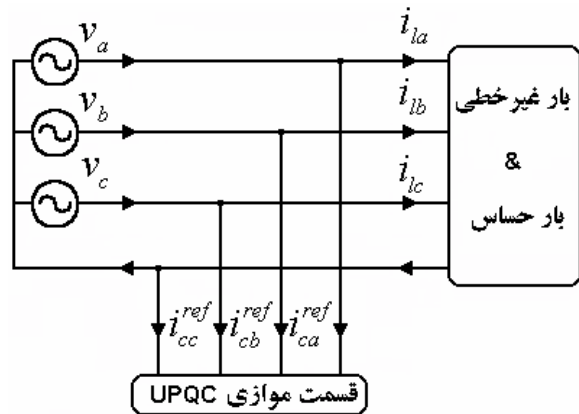 v_a
i_la
بار غیرخطی
v_b
i_lb
&
v_c
i_lc
بار حساس
i_cc^ref i_cb^ref i_ca^ref
قسمت موازی UPQC